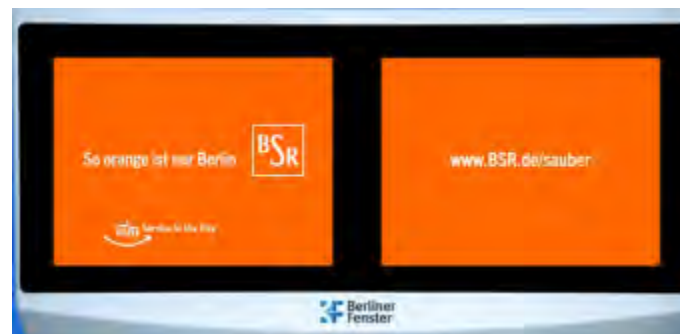 So orange ist nur Berlin
BSR
Service in the City
www.BSR.de/sauber
Berliner
Fenster